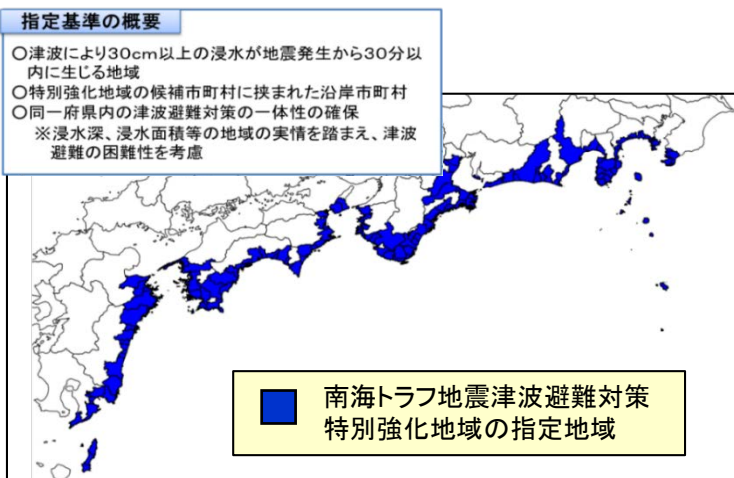 指定基準の概要
○津波により30cm以上の浸水が地震発生から30分以
内に生じる地域
○特別強化地域の候補市町村に挟まれた沿岸市町村
○同一府県内の津波避難対策の一体性の確保
※浸水深、浸水面積等の地域の実情を踏まえ、津波
避難の困難性を考慮
南海トラフ地震津波避難対策
特別強化地域の指定地域